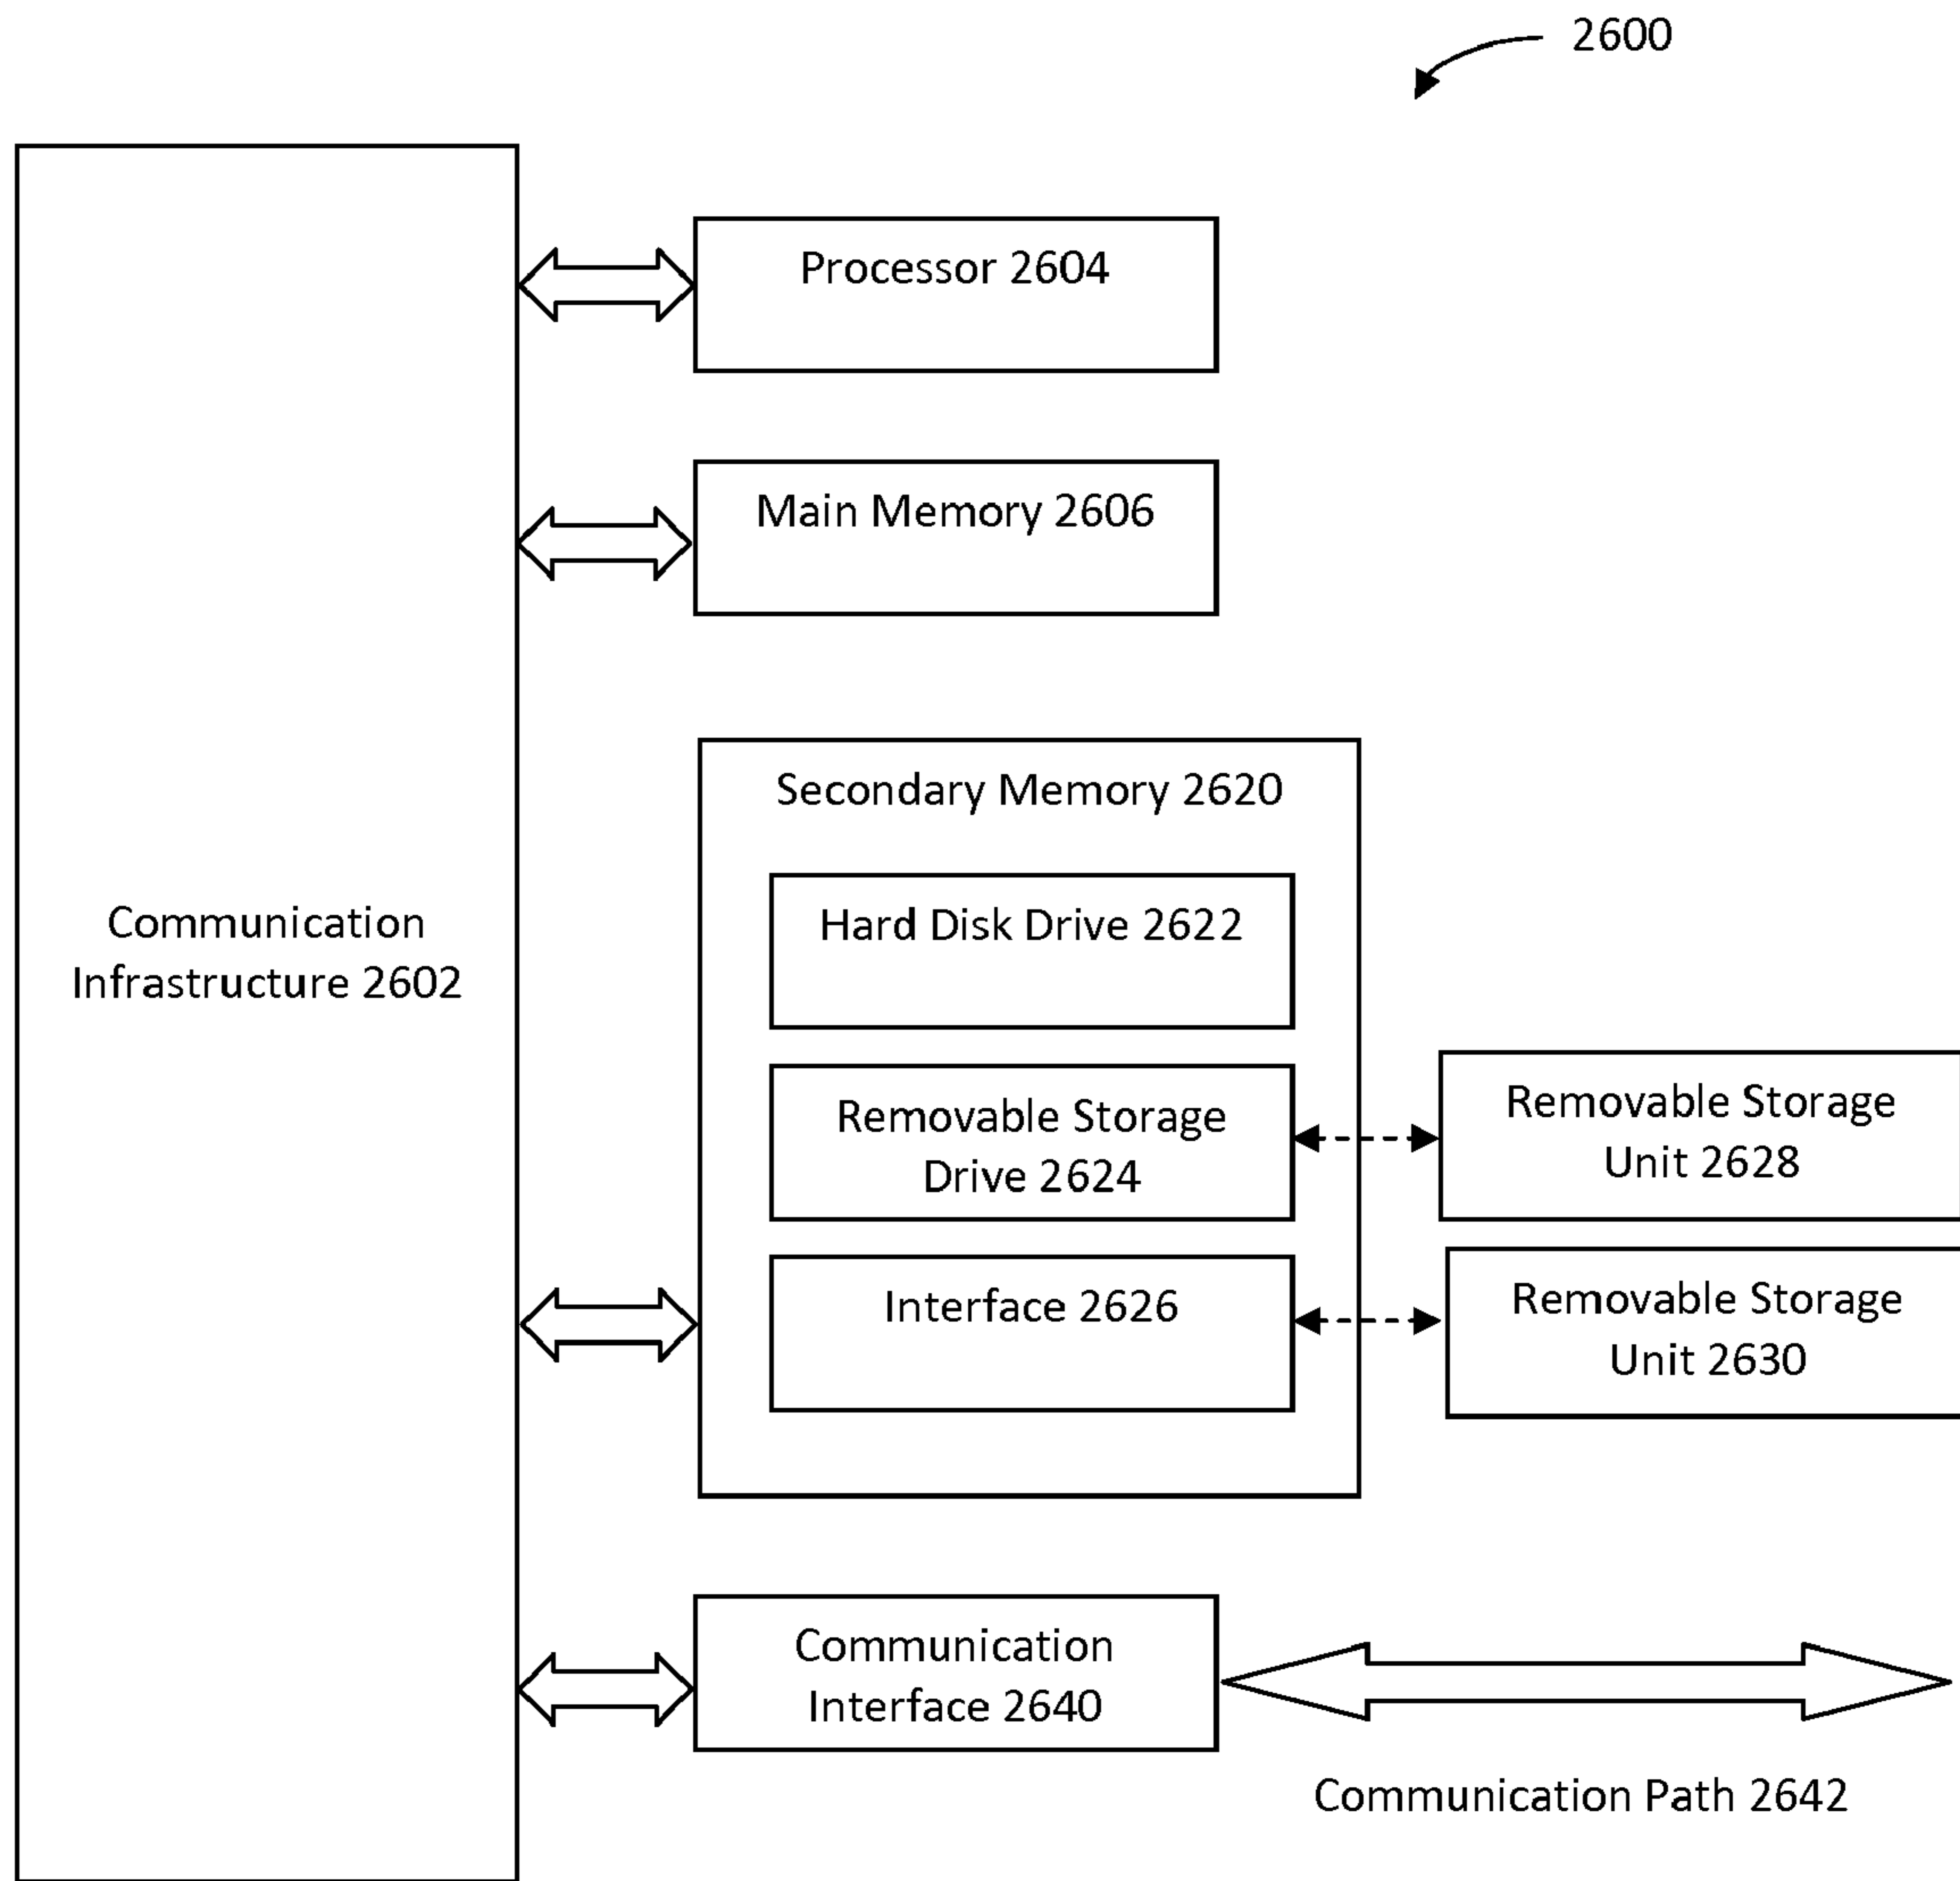 2600
Processor 2604
Main Memory 2606
Secondary Memory 2620
Hard Disk Drive 2622
Communication
Infrastructure 2602
Removable Storage
Drive 2624
Removable Storage
Unit 2628
Interface 2626
Removable Storage
Unit 2630
Communication
Interface 2640
Communication Path 2642